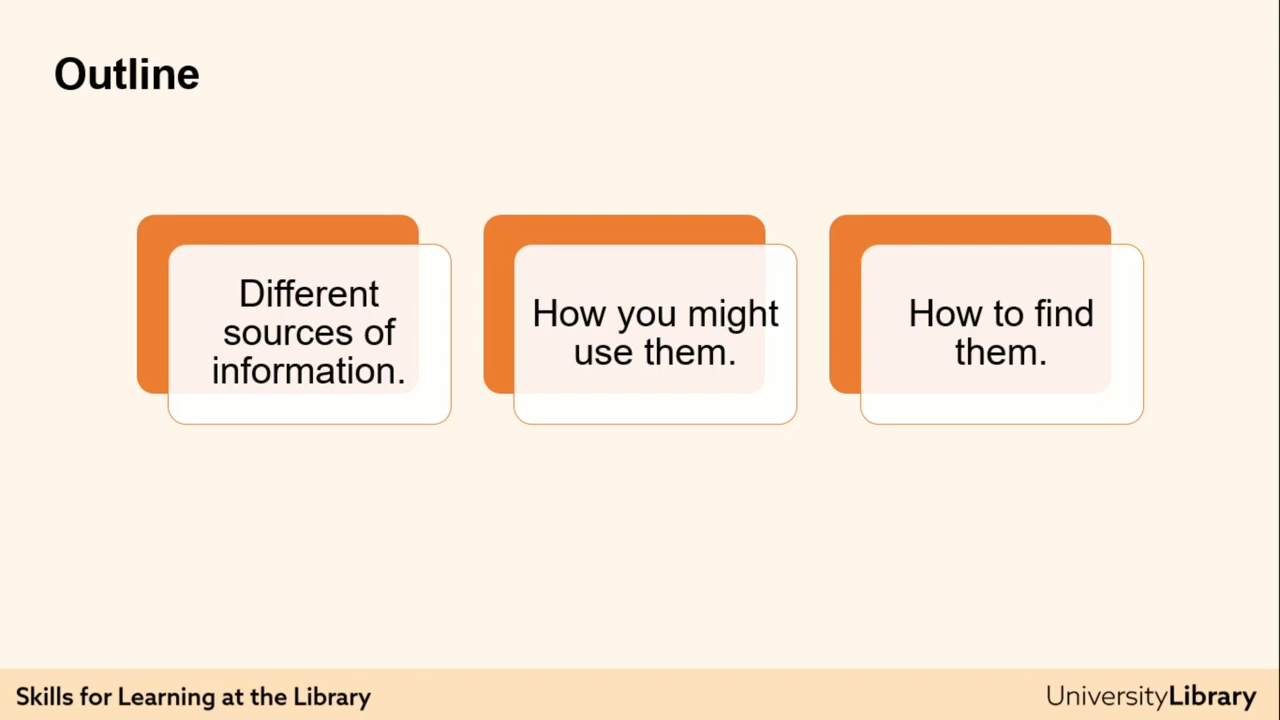 Outline
Different
sources of
information.
How you might
use them.
How to find
them.
Skills for Learning at the Library
UniversityLibrary